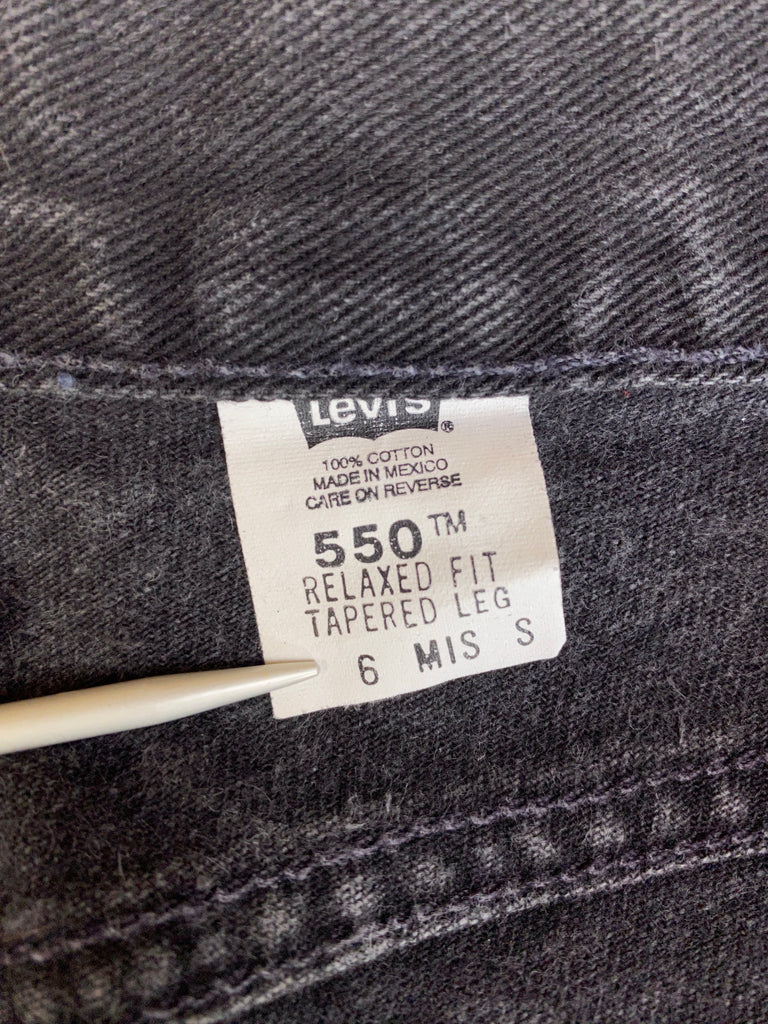 Levi's®
100% COTTON
MADE IN MEXICO
CARE ON REVERSE
550™
RELAXED FIT
TAPERED LEG
6 MIS S